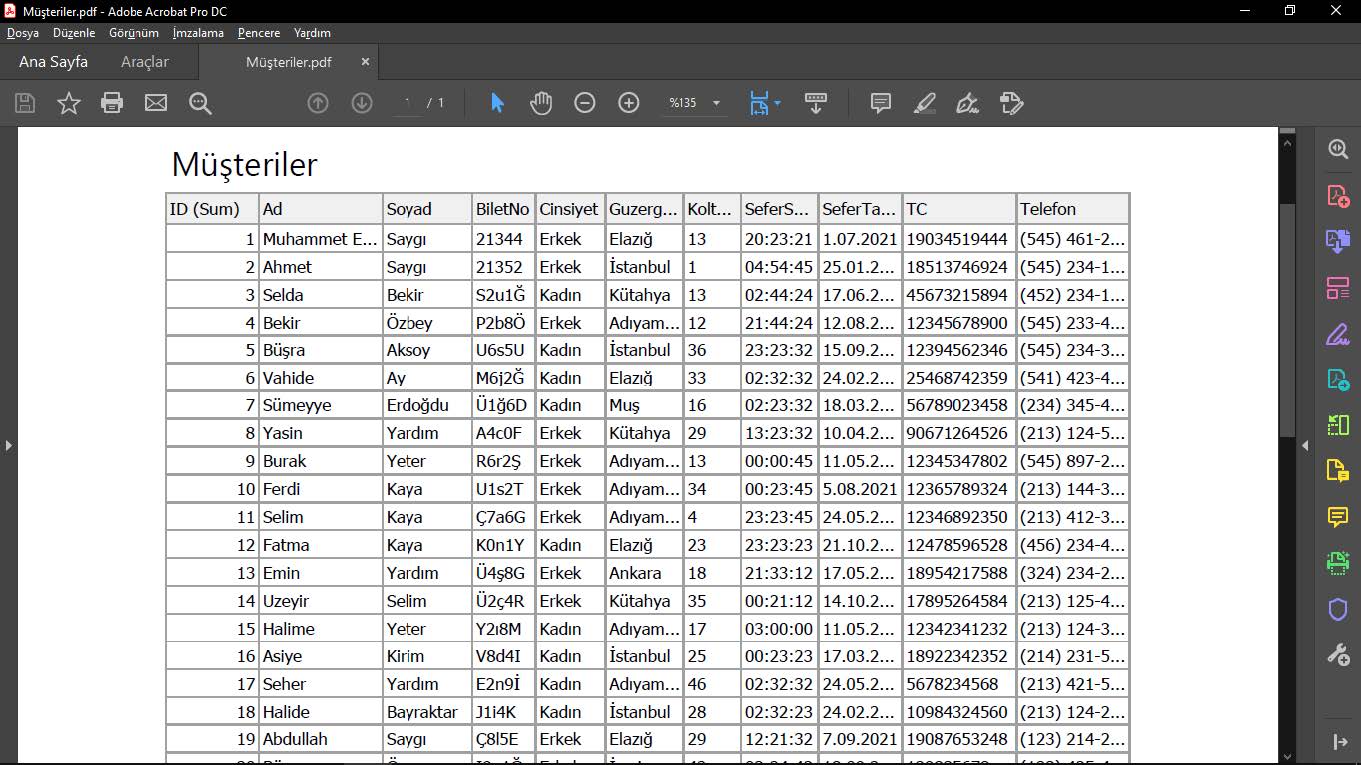 Müşteriler.pdf - Adobe Acrobat Pro DC
Dosya Düzenle Görünüm İmzalama Pencere Yardım
Ana Sayfa Araçlar Müşteriler.pdf
1 / 1 %135
Müşteriler
ID (Sum) Ad Soyad BiletNo Cinsiyet Guzerg... Kolt... SeferS... SeferTa... TC Telefon
1 Muhammet E... Saygı 21344 Erkek Elazığ 13 20:23:21 1.07.2021 19034519444 (545) 461-2...
2 Ahmet Saygı 21352 Erkek İstanbul 1 04:54:45 25.01.2... 18513746924 (545) 234-1...
3 Selda Bekir S2u1Ğ Kadın Kütahya 13 02:44:24 17.06.2... 45673215894 (452) 234-1...
4 Bekir Özbey P2b8Ö Erkek Adıyam... 12 21:44:24 12.08.2... 12345678900 (545) 233-4...
5 Büşra Aksoy U6s5U Kadın İstanbul 36 23:23:32 15.09.2... 12394562346 (545) 234-3...
6 Vahide Ay M6j2Ğ Kadın Elazığ 33 02:32:32 24.02.2... 25468742359 (541) 423-4...
7 Sümeyye Erdoğdu Ü1ğ6D Kadın Muş 16 02:23:32 18.03.2... 56789023458 (234) 345-4...
8 Yasin Yardım A4c0F Erkek Kütahya 29 13:23:32 10.04.2... 90671264526 (213) 124-5...
9 Burak Yeter R6r2Ş Erkek Adıyam... 13 00:00:45 11.05.2... 12345347802 (545) 897-2...
10 Ferdi Kaya U1s2T Erkek Adıyam... 34 00:23:45 5.08.2021 12365789324 (213) 144-3...
11 Selim Kaya Ç7a6G Erkek Adıyam... 4 23:23:45 24.05.2... 12346892350 (213) 412-3...
12 Fatma Kaya K0n1Y Kadın Elazığ 23 23:23:23 21.10.2... 12478596528 (456) 234-4...
13 Emin Yardım Ü4ş8G Erkek Ankara 18 21:33:12 17.05.2... 18954217588 (324) 234-2...
14 Uzeyir Selim Ü2ç4R Erkek Kütahya 35 00:21:12 14.10.2... 17895264584 (213) 125-4...
15 Halime Yeter Y2ı8M Kadın Adıyam... 17 03:00:00 11.05.2... 12342341232 (213) 124-3...
16 Asiye Kirim V8d4I Kadın İstanbul 25 00:23:23 17.03.2... 18922342352 (214) 231-5...
17 Seher Yardım E2n9İ Kadın Adıyam... 46 02:32:32 24.05.2... 5678234568 (213) 421-5...
18 Halide Bayraktar J1i4K Kadın İstanbul 28 02:32:23 24.02.2... 10984324560 (213) 124-2...
19 Abdullah Saygı Ç8l5E Erkek Elazığ 29 12:21:32 7.09.2021 19087653248 (123) 214-2...